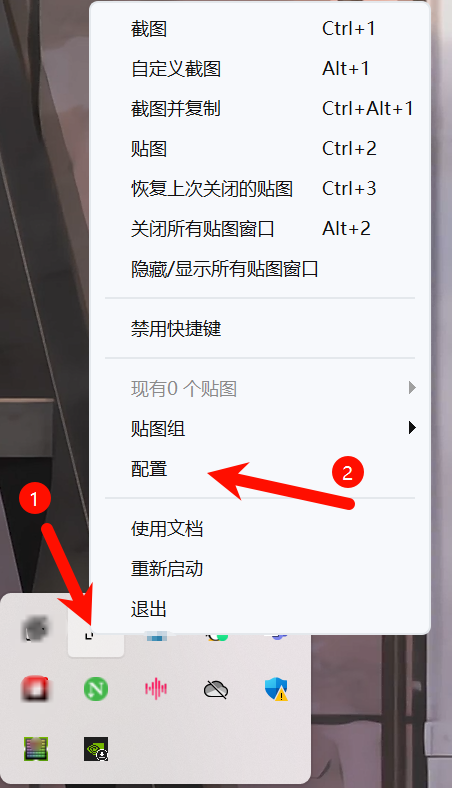 截图 Ctrl+1
自定义截图 Alt+1
截图并复制 Ctrl+Alt+1
贴图 Ctrl+2
恢复上次关闭的贴图 Ctrl+3
关闭所有贴图窗口 Alt+2
隐藏/显示所有贴图窗口
禁用快捷键
现有0 个贴图
贴图组
配置
2
1
使用文档
重新启动
退出
N